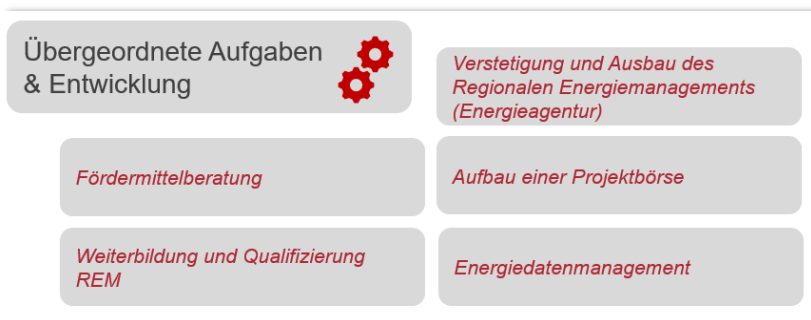 Übergeordnete Aufgaben
& Entwicklung
Verstetigung und Ausbau des
Regionalen Energiemanagements
(Energieagentur)
Fördermittelberatung
Aufbau einer Projektbörse
Weiterbildung und Qualifizierung
REM
Energiedatenmanagement